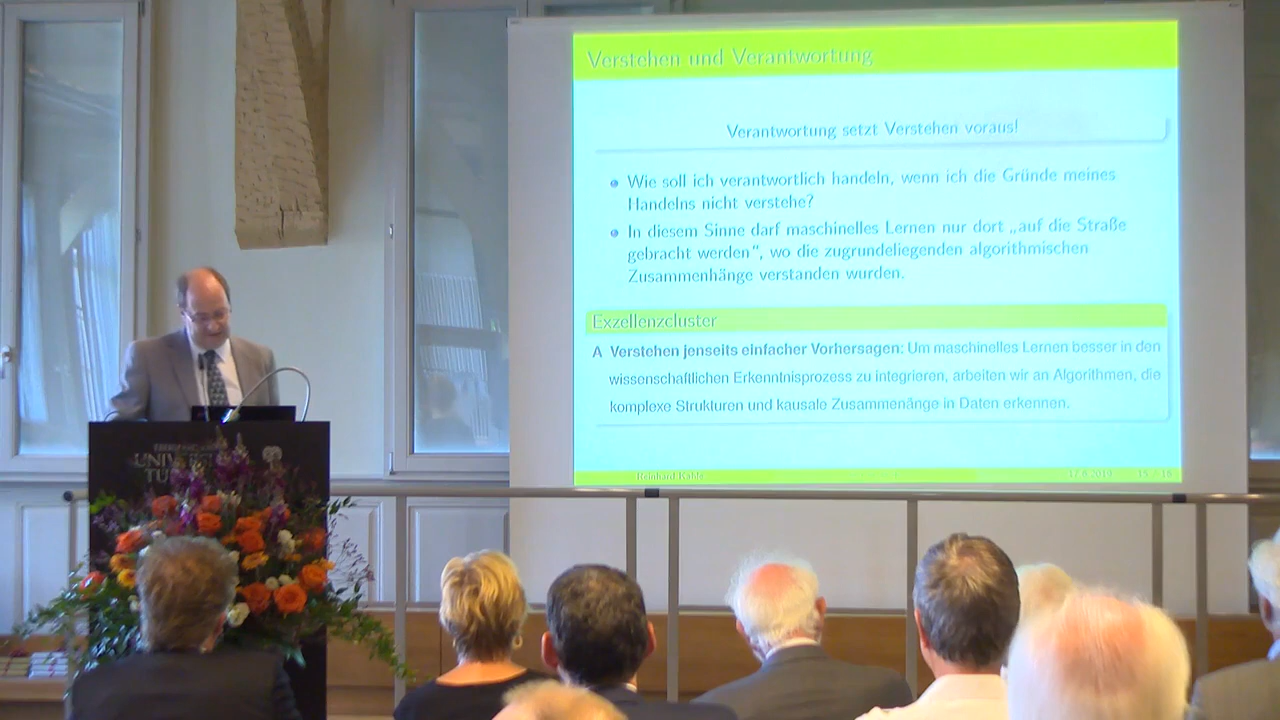 Verstehen und Verantwortung
Verantwortung setzt Verstehen voraus!
Wie soll ich verantwortlich handeln, wenn ich die Gründe meines
Handelns nicht verstehe?
In diesem Sinne darf maschinelles Lernen nur dort „auf die Straße
gebracht werden“, wo die zugrundeliegenden algorithmischen
Zusammenhänge verstanden wurden.
Exzellenzcluster
A Verstehen jenseits einfacher Vorhersagen: Um maschinelles Lernen besser in den
wissenschaftlichen Erkenntnisprozess zu integrieren, arbeiten wir an Algorithmen, die
komplexe Strukturen und kausale Zusammenänge in Daten erkennen.
Reinhard Kahle 17.6.2019 15 / 16